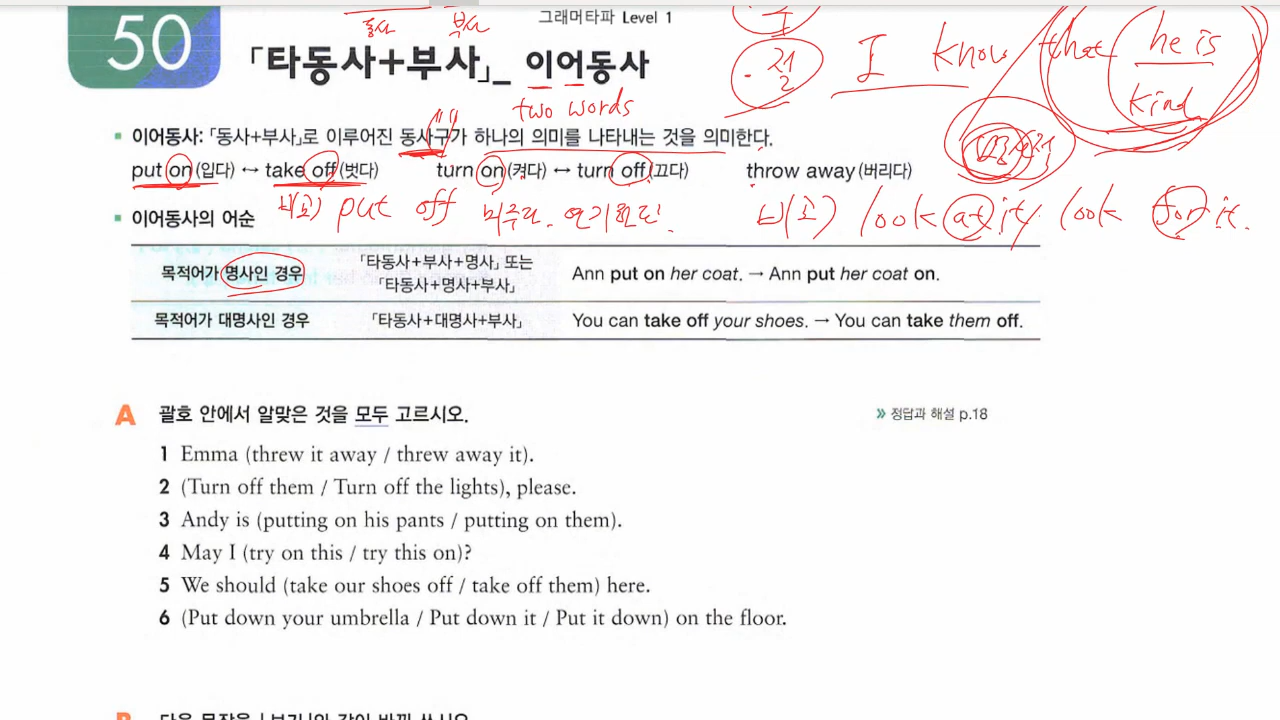 그래머타파 Level 1
50
「타동사+부사」_ 이어동사
부사
I know that he is
kind
two words
이어동사: 「동사+부사」로 이루어진 동사구가 하나의 의미를 나타내는 것을 의미한다.
put on (입다) ↔ take off (벗다) turn on (켜다) ↔ turn off (끄다) throw away (버리다)
이어동사의 어순
비교) put off 미루다. 연기하다.
비교) look at it / look for it.
목적어가 명사인 경우 「타동사+부사+명사」 또는
「타동사+명사+부사」 Ann put on her coat. → Ann put her coat on.
목적어가 대명사인 경우 「타동사+대명사+부사」 You can take off your shoes. → You can take them off.
A 괄호 안에서 알맞은 것을 모두 고르시오. » 정답과 해설 p.18
1 Emma (threw it away / threw away it).
2 (Turn off them / Turn off the lights), please.
3 Andy is (putting on his pants / putting on them).
4 May I (try on this / try this on)?
5 We should (take our shoes off / take off them) here.
6 (Put down your umbrella / Put down it / Put it down) on the floor.